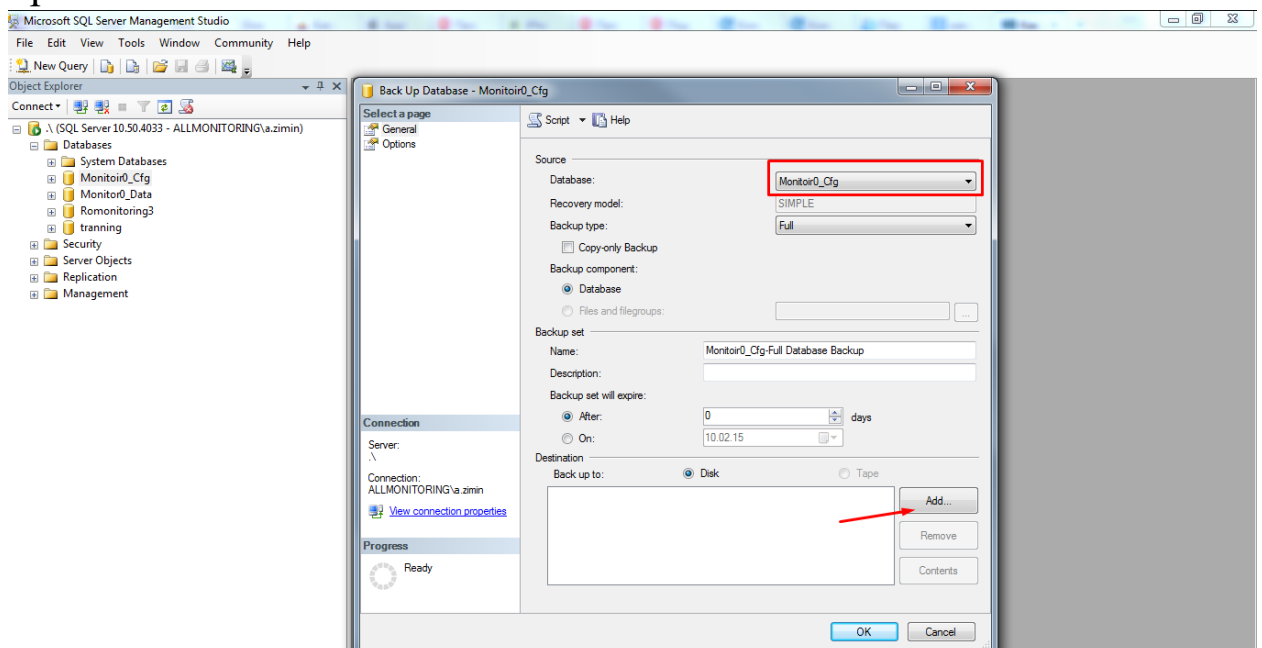 Microsoft SQL Server Management Studio
File Edit View Tools Window Community Help
New Query
Object Explorer
Connect
.\ (SQL Server 10.50.4033 - ALLMONITORING\a.zimin)
Databases
System Databases
Monitoir0_Cfg
Monitor0_Data
Romonitoring3
tranning
Security
Server Objects
Replication
Management
Back Up Database - Monitoir0_Cfg
Select a page
General
Options
Script Help
Source
Database: Monitoir0_Cfg
Recovery model: SIMPLE
Backup type: Full
Copy-only Backup
Backup component:
Database
Files and filegroups: ...
Backup set
Name: Monitoir0_Cfg-Full Database Backup
Description:
Backup set will expire:
After: 0 days
On: 10.02.15
Destination
Back up to: Disk Tape
Add...
Remove
Contents
Connection
Server:
.\
Connection:
ALLMONITORING\a.zimin
View connection properties
Progress
Ready
OK Cancel